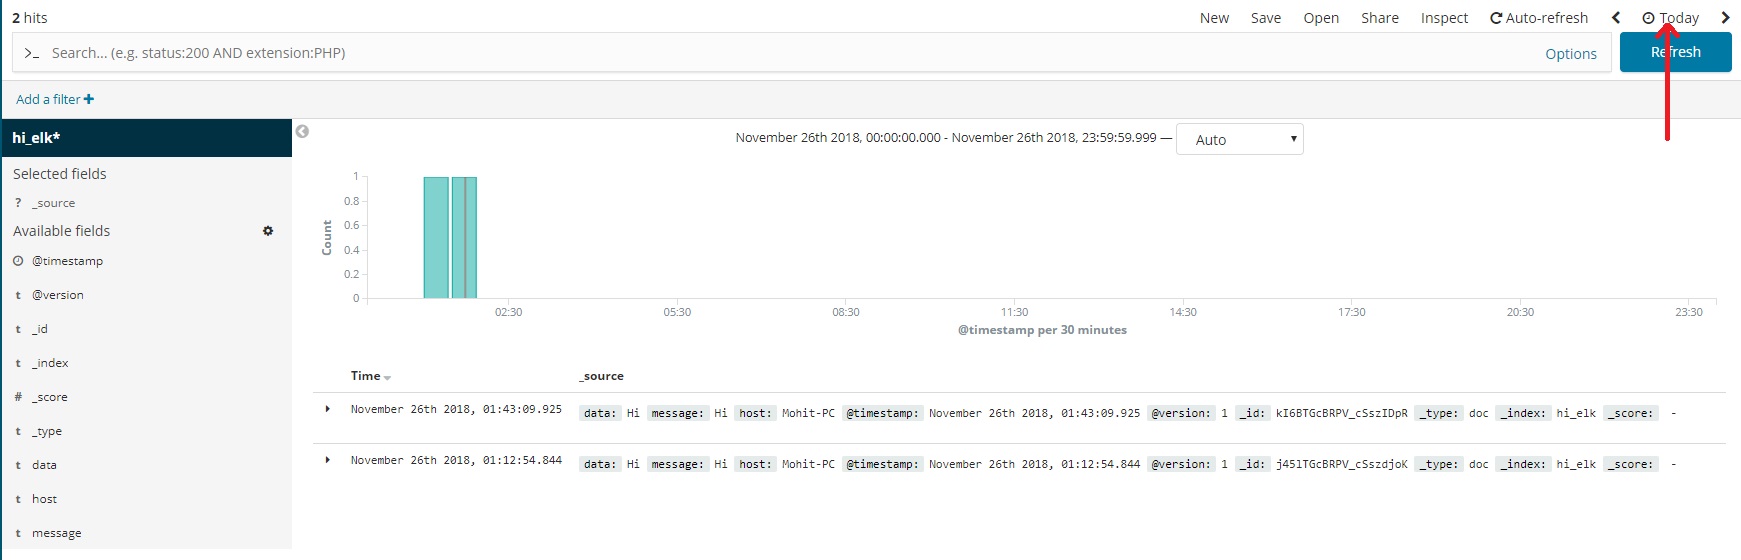 2 hits New Save Open Share Inspect Auto-refresh Today
>_ Search... (e.g. status:200 AND extension:PHP) Options Refresh
Add a filter +
hi_elk*
November 26th 2018, 00:00:00.000 - November 26th 2018, 23:59:59.999 — Auto
Selected fields
? _source
Available fields
@timestamp
t @version
t _id
t _index
# _score
t _type
t data
t host
t message
1
0.8
0.6
0.4
0.2
0
Count
02:30 05:30 08:30 11:30 14:30 17:30 20:30 23:30
@timestamp per 30 minutes
Time _source
November 26th 2018, 01:43:09.925 data: Hi message: Hi host: Mohit-PC @timestamp: November 26th 2018, 01:43:09.925 @version: 1 _id: kI6BTGcBRPV_cSszIDpR _type: doc _index: hi_elk _score: -
November 26th 2018, 01:12:54.844 data: Hi message: Hi host: Mohit-PC @timestamp: November 26th 2018, 01:12:54.844 @version: 1 _id: j45lTGcBRPV_cSszdjoK _type: doc _index: hi_elk _score: -